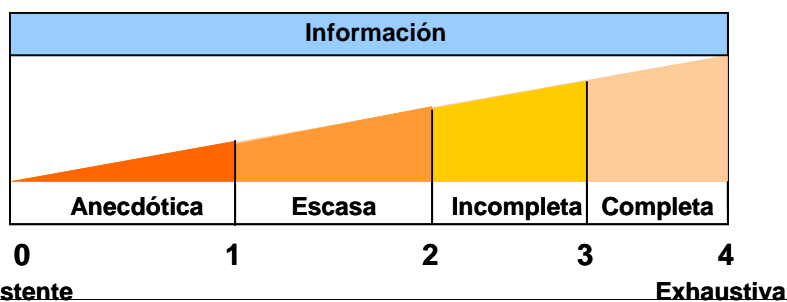 Información
Anecdótica Escasa Incompleta Completa
0 1 2 3 4
stente Exhaustiva